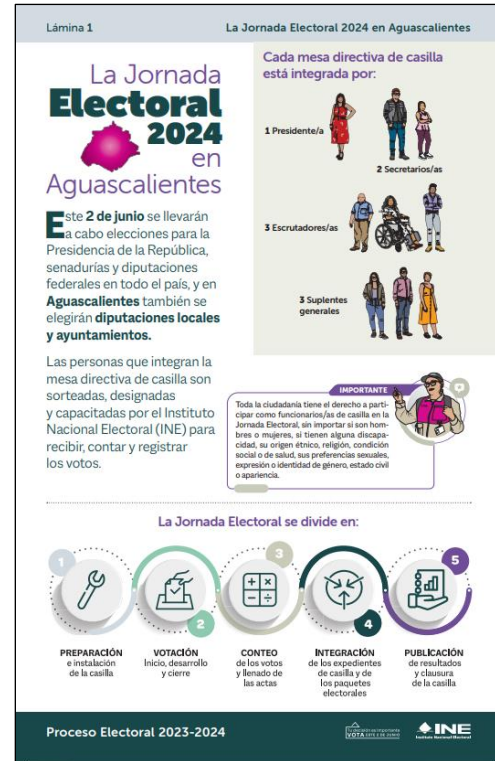 Lámina 1
La Jornada Electoral 2024 en Aguascalientes
La Jornada
Electoral
2024
en
Aguascalientes
Este 2 de junio se llevarán
a cabo elecciones para la
Presidencia de la República,
senadurías y diputaciones
federales en todo el país, y en
Aguascalientes también se
elegirán diputaciones locales
y ayuntamientos.
Las personas que integran la
mesa directiva de casilla son
sorteadas, designadas
y capacitadas por el Instituto
Nacional Electoral (INE) para
recibir, contar y registrar
los votos.
Cada mesa directiva de casilla
está integrada por:
1 Presidente/a
2 Secretarios/as
3 Escrutadores/as
3 Suplentes
generales
IMPORTANTE
Toda la ciudadanía tiene el derecho a parti-
cipar como funcionarios/as de casilla en la
Jornada Electoral, sin importar si son hom-
bres o mujeres, si tienen alguna discapa-
cidad, su origen étnico, religión, condición
social o de salud, sus preferencias sexuales,
expresión o identidad de género, estado civil
o apariencia.
La Jornada Electoral se divide en:
1
2
3
4
5
PREPARACIÓN
e instalación
de la casilla
VOTACIÓN
Inicio, desarrollo
y cierre
CONTEO
de los votos
y llenado de
las actas
INTEGRACIÓN
de los expedientes
de casilla y de
los paquetes
electorales
PUBLICACIÓN
de resultados
y clausura
de la casilla
Proceso Electoral 2023-2024
Tu decisión es importante
VOTA ESTE 2 DE JUNIO
INE
Instituto Nacional Electoral